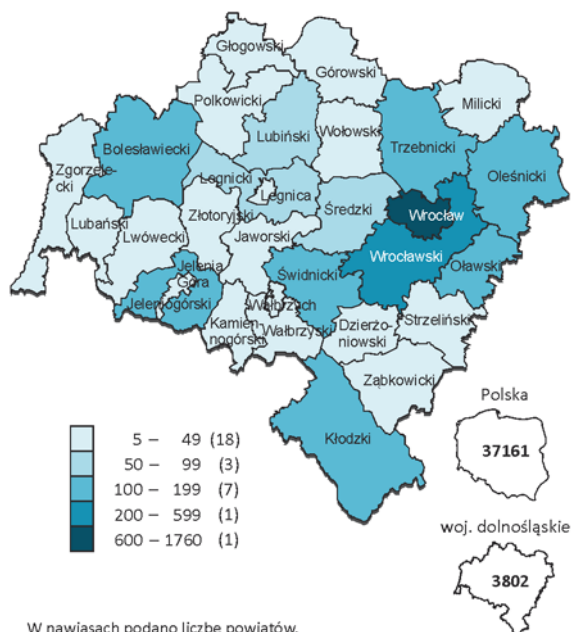 Głogowski
Górowski
Milicki
Polkowicki
Lubiński
Wołowski
Trzebnicki
Bolesławiecki
Oleśnicki
Zgorzele-
cki
Legnicki
Legnica
Średzki
Wrocław
Lubański
Lwówecki
Złotoryjski
Jaworski
Wrocławski
Jelenia
Góra
Jeleniogórski
Świdnicki
Oławski
Wałbrzych
Kamien-
nogórski
Wałbrzyski
Dzierżo-
niowski
Strzeliński
Ząbkowicki
Kłodzki
Polska
37161
5 – 49 (18)
50 – 99 (3)
100 – 199 (7)
200 – 599 (1)
600 – 1760 (1)
woj. dolnośląskie
3802
W nawiasach podano liczbę powiatów.